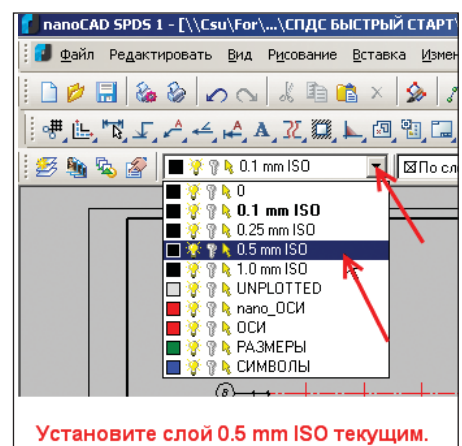 nanoCAD SPDS 1 - [\\Csu\For\...\СПДС БЫСТРЫЙ СТАРТ\
Файл Редактировать Вид Рисование Вставка Измен
0.1 mm ISO По сл
0
0.1 mm ISO
0.25 mm ISO
0.5 mm ISO
1.0 mm ISO
UNPLOTTED
nano_ОСИ
ОСИ
РАЗМЕРЫ
СИМВОЛЫ
В
Установите слой 0.5 mm ISO текущим.